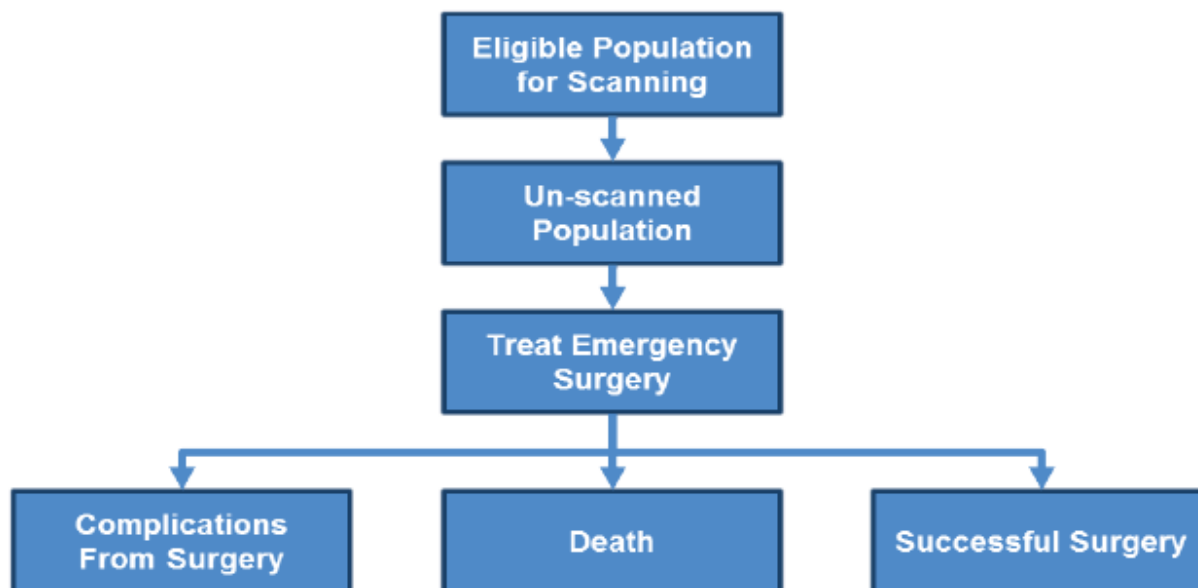 Eligible Population
for Scanning
Un-scanned
Population
Treat Emergency
Surgery
Complications
From Surgery
Death
Successful Surgery